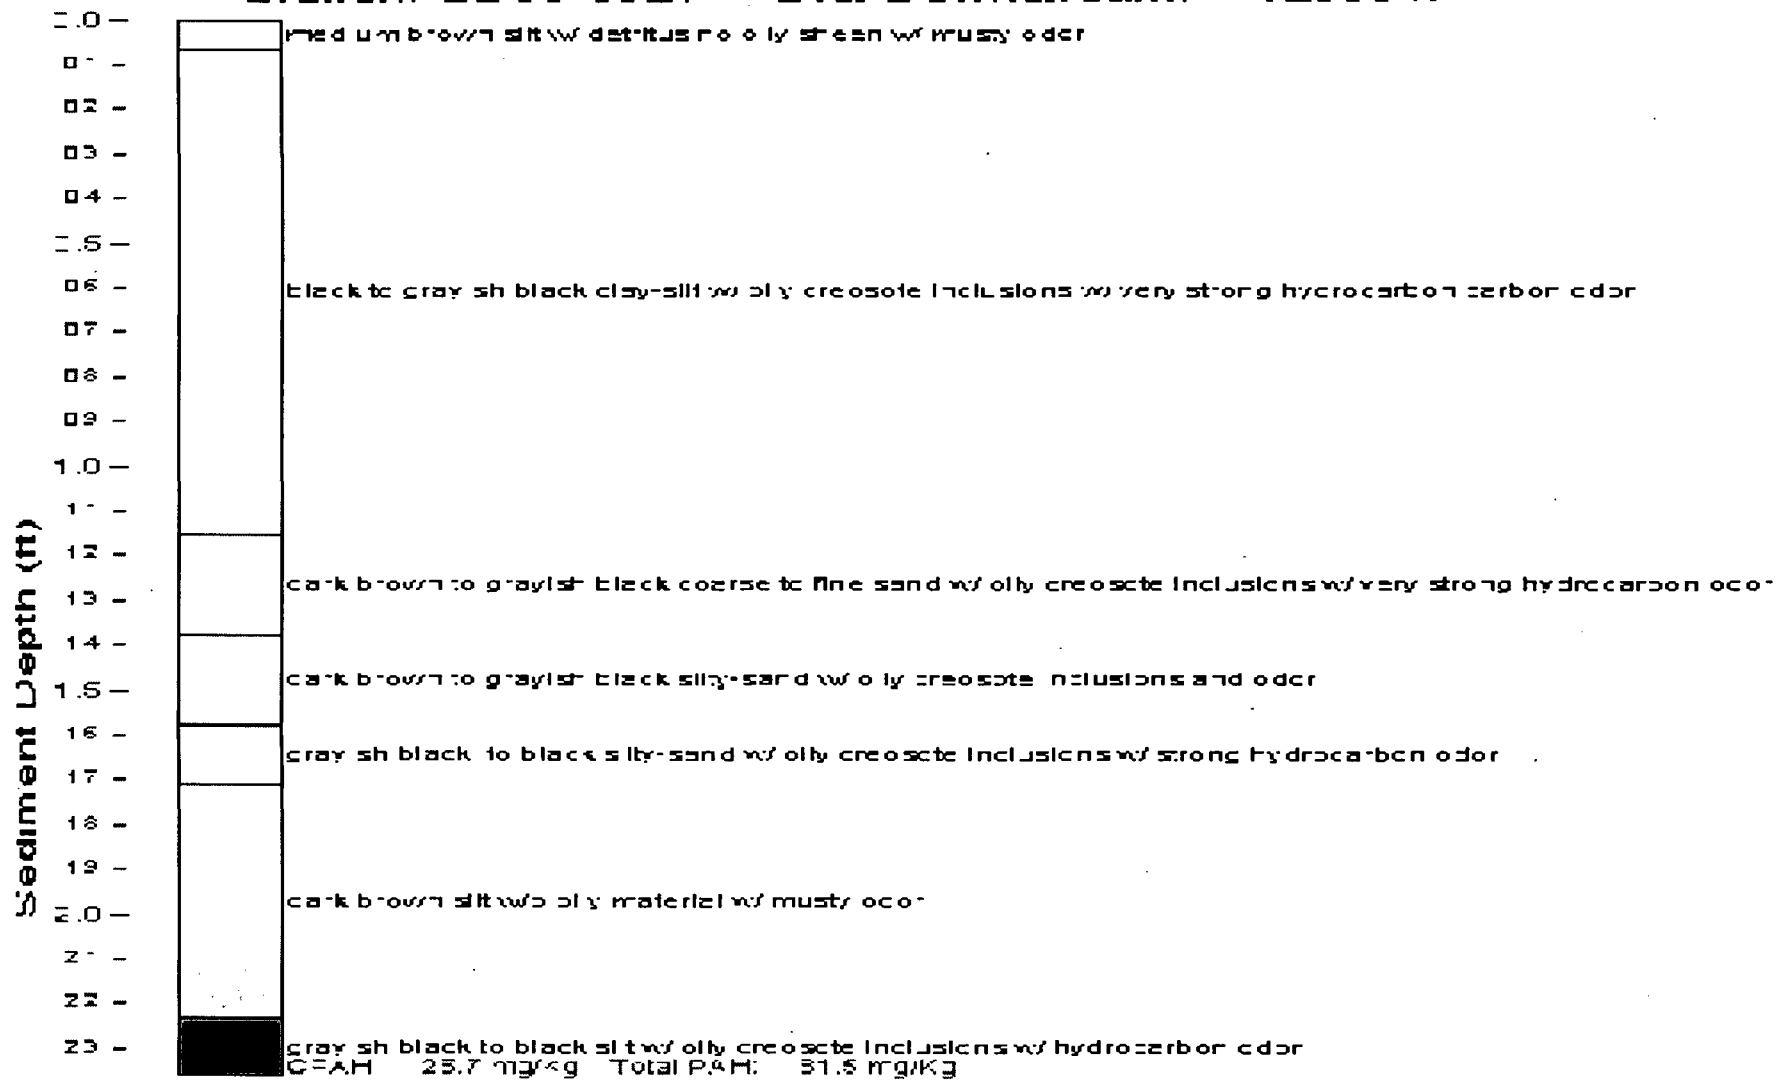 0.0
medium brown silt w/ detritus no oily sheen w/ musty odor
0.1
0.2
0.3
0.4
0.5
0.6
black to grayish black clay-silt w/ oily creosote inclusions w/ very strong hydrocarbon carbon odor
0.7
0.8
0.9
1.0
1.1
1.2
dark brown to grayish black coarse to fine sand w/ oily creosote inclusions w/ very strong hydrocarbon odor
1.3
1.4
dark brown to grayish black silty-sand w/ oily creosote inclusions and odor
1.5
1.6
grayish black to black silty-sand w/ oily creosote inclusions w/ strong hydrocarbon odor
1.7
1.8
1.9
dark brown silt w/o oily material w/ musty odor
2.0
2.1
2.2
2.3
grayish black to black silt w/ oily creosote inclusions w/ hydrocarbon odor
CPAH 25.7 mg/Kg Total PAH: mg/Kg
Sediment Depth (ft)